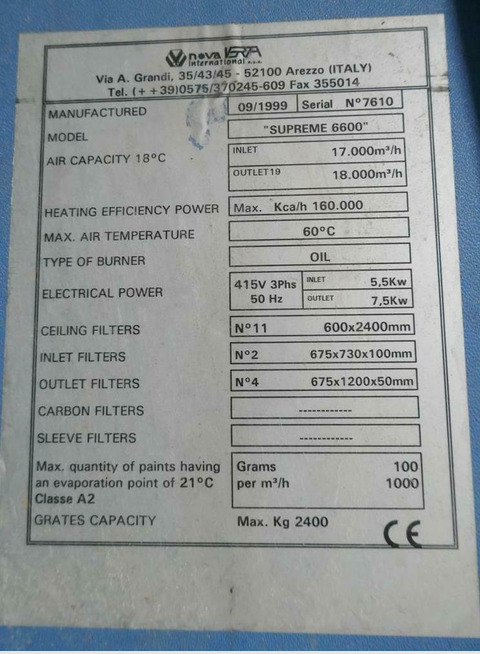 nova VERTA
international s.r.l.
Via A. Grandi, 35/43/45 - 52100 Arezzo (ITALY)
Tel. (+ +39)0575/370245-609 Fax 355014
MANUFACTURED 09/1999 Serial N°7610
MODEL "SUPREME 6600"
AIR CAPACITY 18°C INLET 17.000m³/h
OUTLET19 18.000m³/h
HEATING EFFICIENCY POWER Max. Kca/h 160.000
MAX. AIR TEMPERATURE 60°C
TYPE OF BURNER OIL
ELECTRICAL POWER 415V 3Phs 50 Hz INLET 5,5Kw
OUTLET 7,5Kw
CEILING FILTERS N°11 600x2400mm
INLET FILTERS N°2 675x730x100mm
OUTLET FILTERS N°4 675x1200x50mm
CARBON FILTERS ------------
SLEEVE FILTERS ------------
Max. quantity of paints having Grams 100
an evaporation point of 21°C per m³/h 1000
Classe A2
GRATES CAPACITY Max. Kg 2400
CE